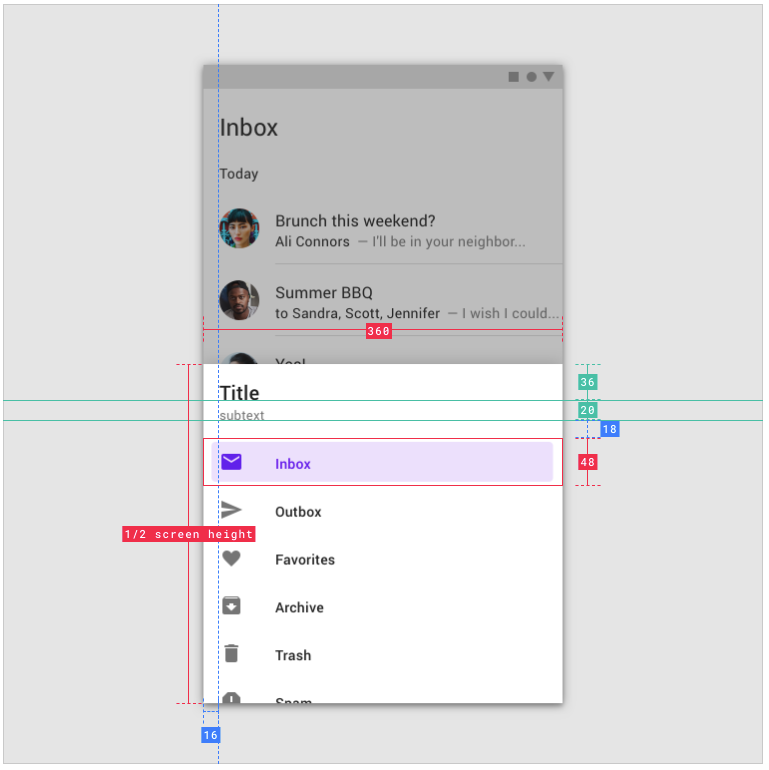 Inbox
Today
Brunch this weekend?
Ali Connors — I'll be in your neighbor...
Summer BBQ
to Sandra, Scott, Jennifer — I wish I could...
360
Yes!
Title
subtext
36
20
18
Inbox
48
Outbox
1/2 screen height
Favorites
Archive
Trash
Spam
16